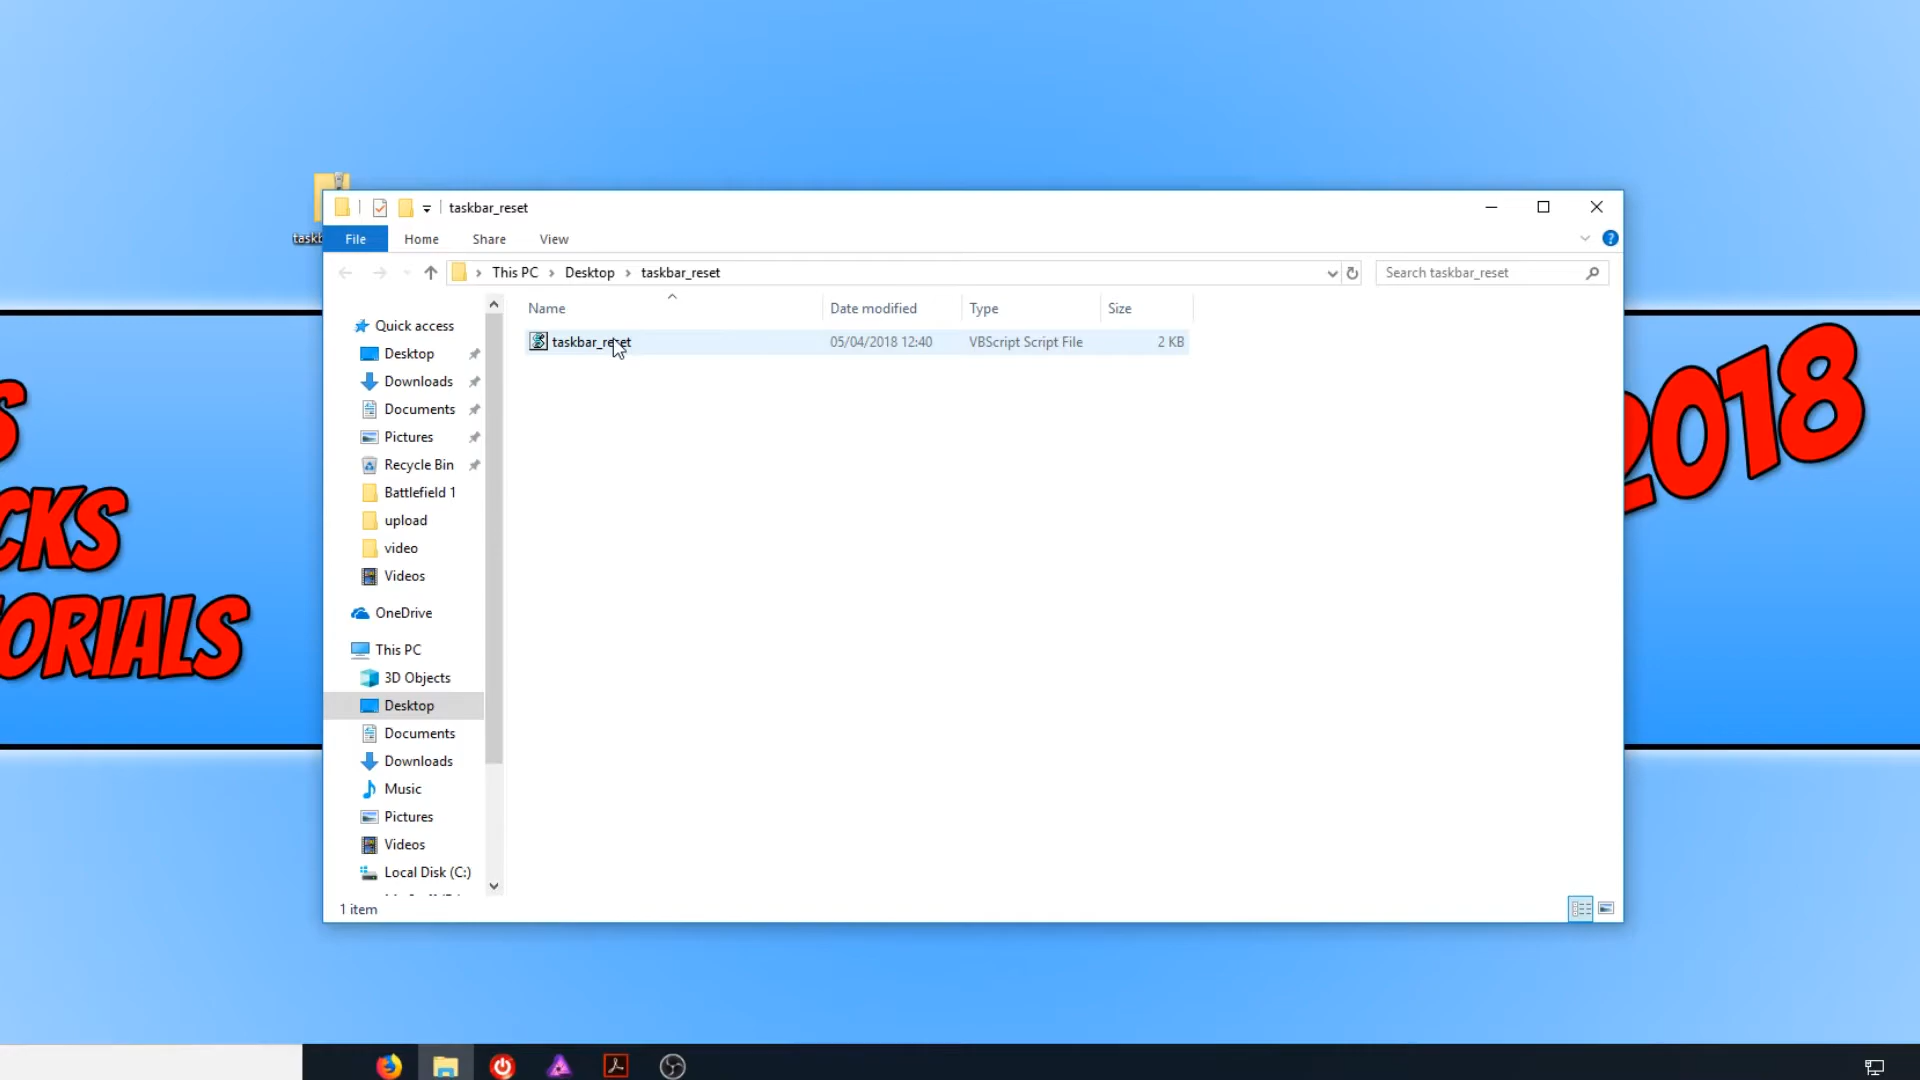 taskbar_reset
File
Home
Share
View
This PC
Desktop
taskbar_reset
Search taskbar_reset
Name
Date modified
Type
Size
taskbar_reset
05/04/2018 12:40
VBScript Script File
2 KB
Quick access
Desktop
Downloads
Documents
Pictures
Recycle Bin
Battlefield 1
upload
video
Videos
OneDrive
This PC
3D Objects
Desktop
Documents
Downloads
Music
Pictures
Videos
Local Disk (C:)
1 item
2018